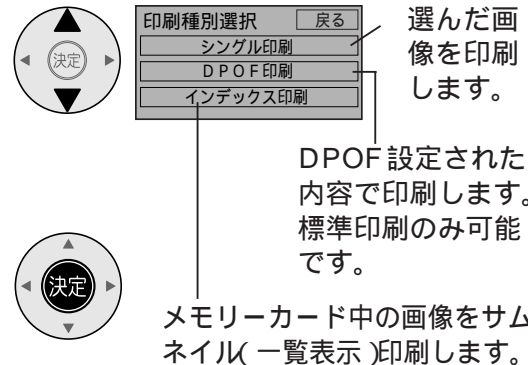 決定
印刷種別選択 戻る
シングル印刷
DPOF印刷
インデックス印刷
選んだ画
像を印刷
します。
DPOF設定された
内容で印刷します。
標準印刷のみ可能
です。
決定
メモリーカード中の画像をサム
ネイル(一覧表示)印刷します。